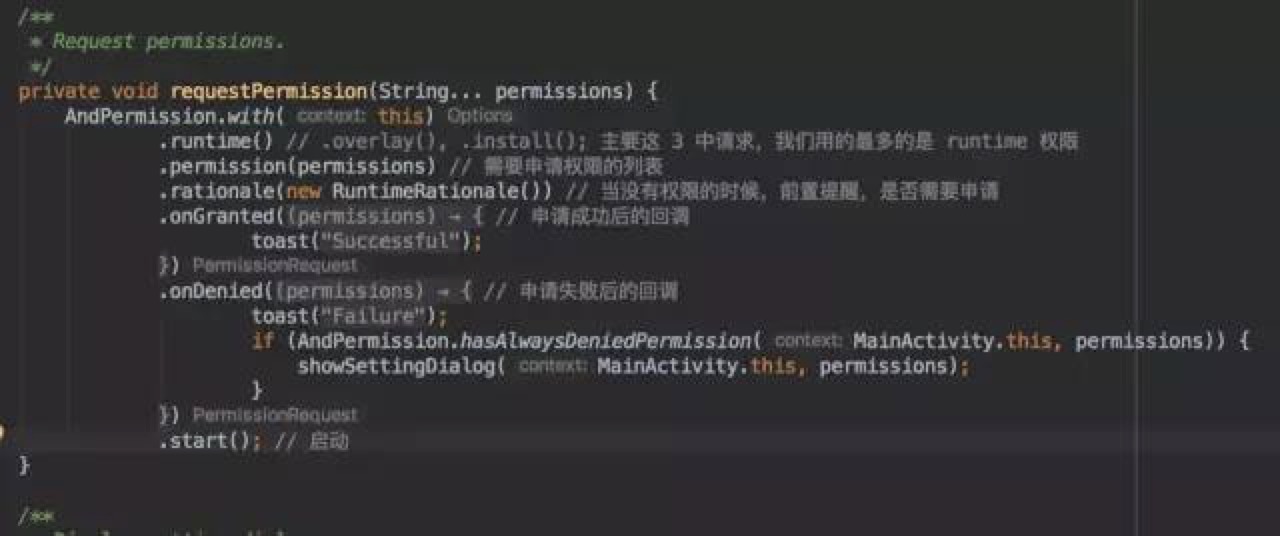 /**
 * Request permissions.
 */
private void requestPermission(String... permissions) {
    AndPermission.with( context: this) Options
            .runtime() // .overlay(), .install(); 主要这 3 中请求，我们用的最多的是 runtime 权限
            .permission(permissions) // 需要申请权限的列表
            .rationale(new RuntimeRationale()) // 当没有权限的时候，前置提醒，是否需要申请
            .onGranted((permissions) → { // 申请成功后的回调
                    toast("Successful");
            }) PermissionRequest
            .onDenied((permissions) → { // 申请失败后的回调
                    toast("Failure");
                    if (AndPermission.hasAlwaysDeniedPermission( context: MainActivity.this, permissions)) {
                        showSettingDialog( context: MainActivity.this, permissions);
                    }
            }) PermissionRequest
            .start(); // 启动
}
/**